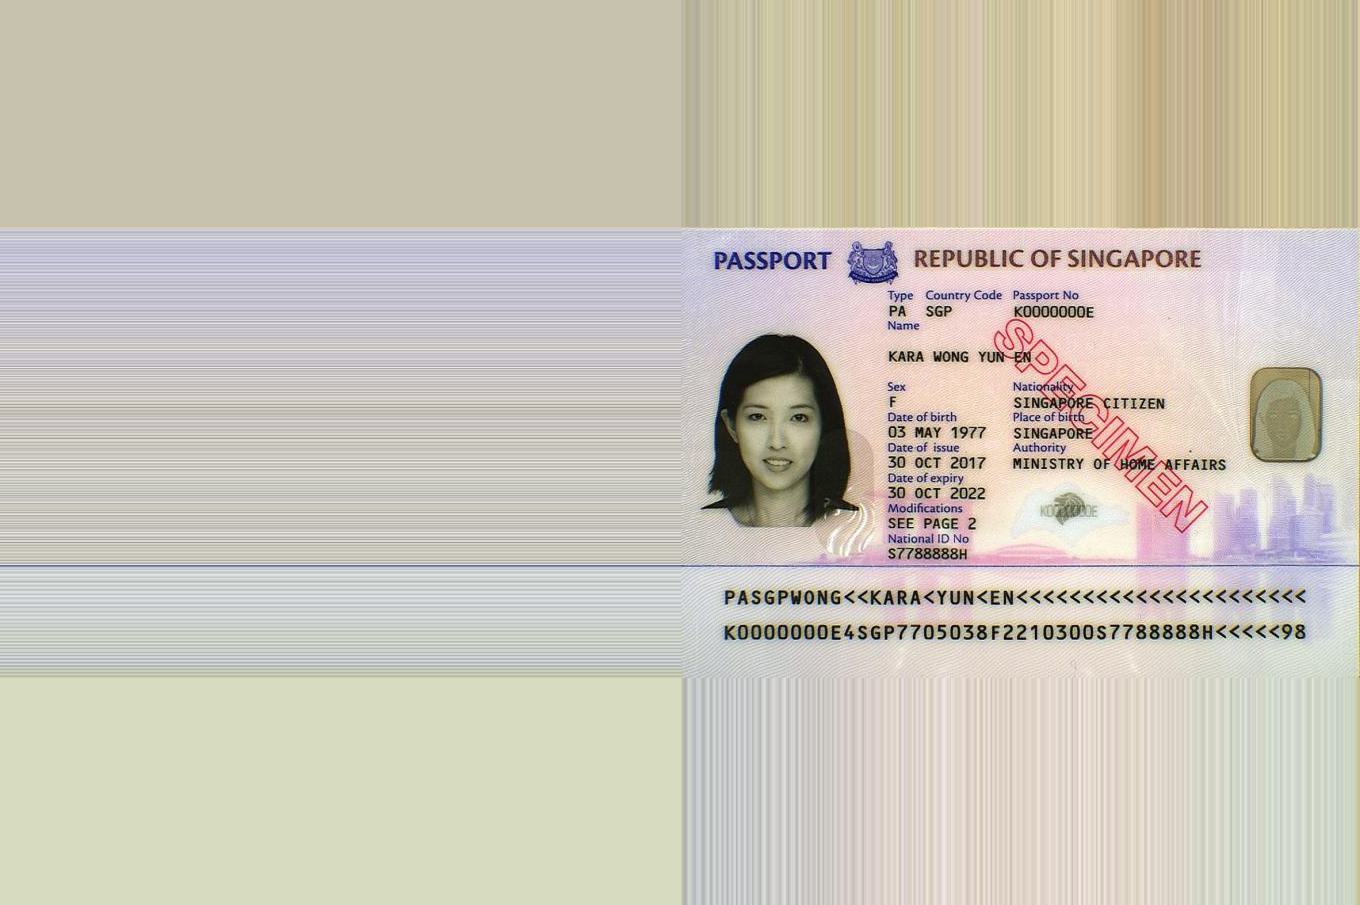 PASSPORT REPUBLIC OF SINGAPORE
Type Country Code Passport No
PA SGP K0000000E
Name
KARA WONG YUN EN
Sex Nationality
F SINGAPORE CITIZEN
Date of birth Place of birth
03 MAY 1977 SINGAPORE
Date of issue Authority
30 OCT 2017 MINISTRY OF HOME AFFAIRS
Date of expiry
30 OCT 2022
Modifications
SEE PAGE 2
National ID No
S7788888H
SPECIMEN
K0000000E
PASGPWONG<<KARA<YUN<EN<<<<<<<<<<<<<<<<<<<<<<
K0000000E4SGP7705038F2210300S7788888H<<<<<98